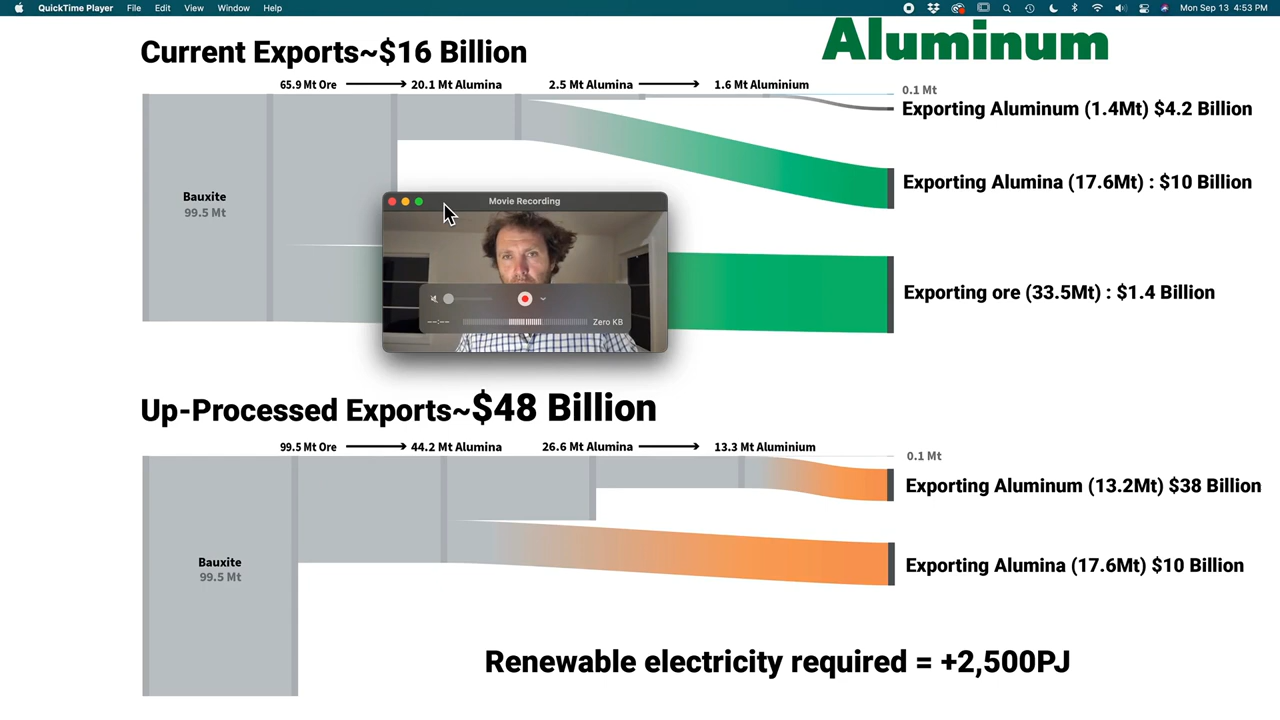 QuickTime Player File Edit View Window Help Mon Sep 13 4:53 PM
Aluminum
Current Exports~$16 Billion
65.9 Mt Ore 20.1 Mt Alumina 2.5 Mt Alumina 1.6 Mt Aluminium
0.1 Mt
Exporting Aluminum (1.4Mt) $4.2 Billion
Exporting Alumina (17.6Mt) : $10 Billion
Bauxite
99.5 Mt
Movie Recording
--:--
Zero KB
Exporting ore (33.5Mt) : $1.4 Billion
Up-Processed Exports~$48 Billion
99.5 Mt Ore 44.2 Mt Alumina 26.6 Mt Alumina 13.3 Mt Aluminium
0.1 Mt
Exporting Aluminum (13.2Mt) $38 Billion
Bauxite
99.5 Mt
Exporting Alumina (17.6Mt) $10 Billion
Renewable electricity required = +2,500PJ